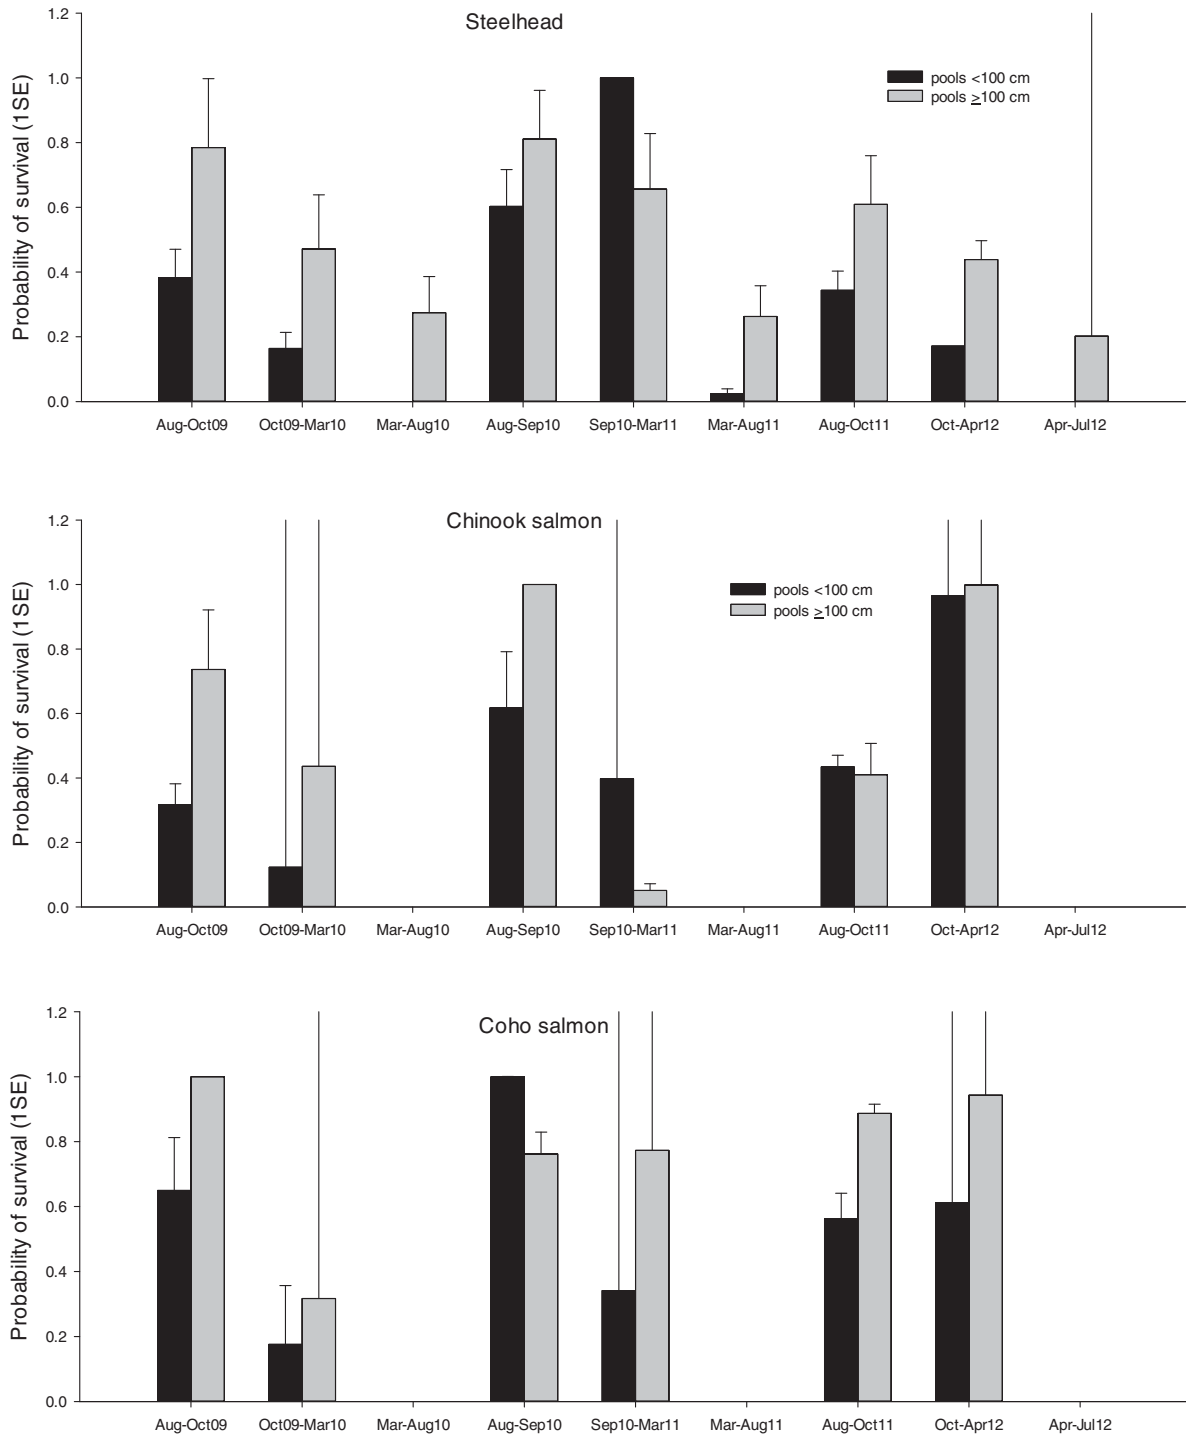 Steelhead
Probability of survival (1SE)
1.2
1.0
0.8
0.6
0.4
0.2
0.0
pools <100 cm
pools ≥100 cm
Aug-Oct09 Oct09-Mar10 Mar-Aug10 Aug-Sep10 Sep10-Mar11 Mar-Aug11 Aug-Oct11 Oct-Apr12 Apr-Jul12
Chinook salmon
Probability of survival (1SE)
1.2
1.0
0.8
0.6
0.4
0.2
0.0
pools <100 cm
pools ≥100 cm
Aug-Oct09 Oct09-Mar10 Mar-Aug10 Aug-Sep10 Sep10-Mar11 Mar-Aug11 Aug-Oct11 Oct-Apr12 Apr-Jul12
Coho salmon
Probability of survival (1SE)
1.2
1.0
0.8
0.6
0.4
0.2
0.0
Aug-Oct09 Oct09-Mar10 Mar-Aug10 Aug-Sep10 Sep10-Mar11 Mar-Aug11 Aug-Oct11 Oct-Apr12 Apr-Jul12